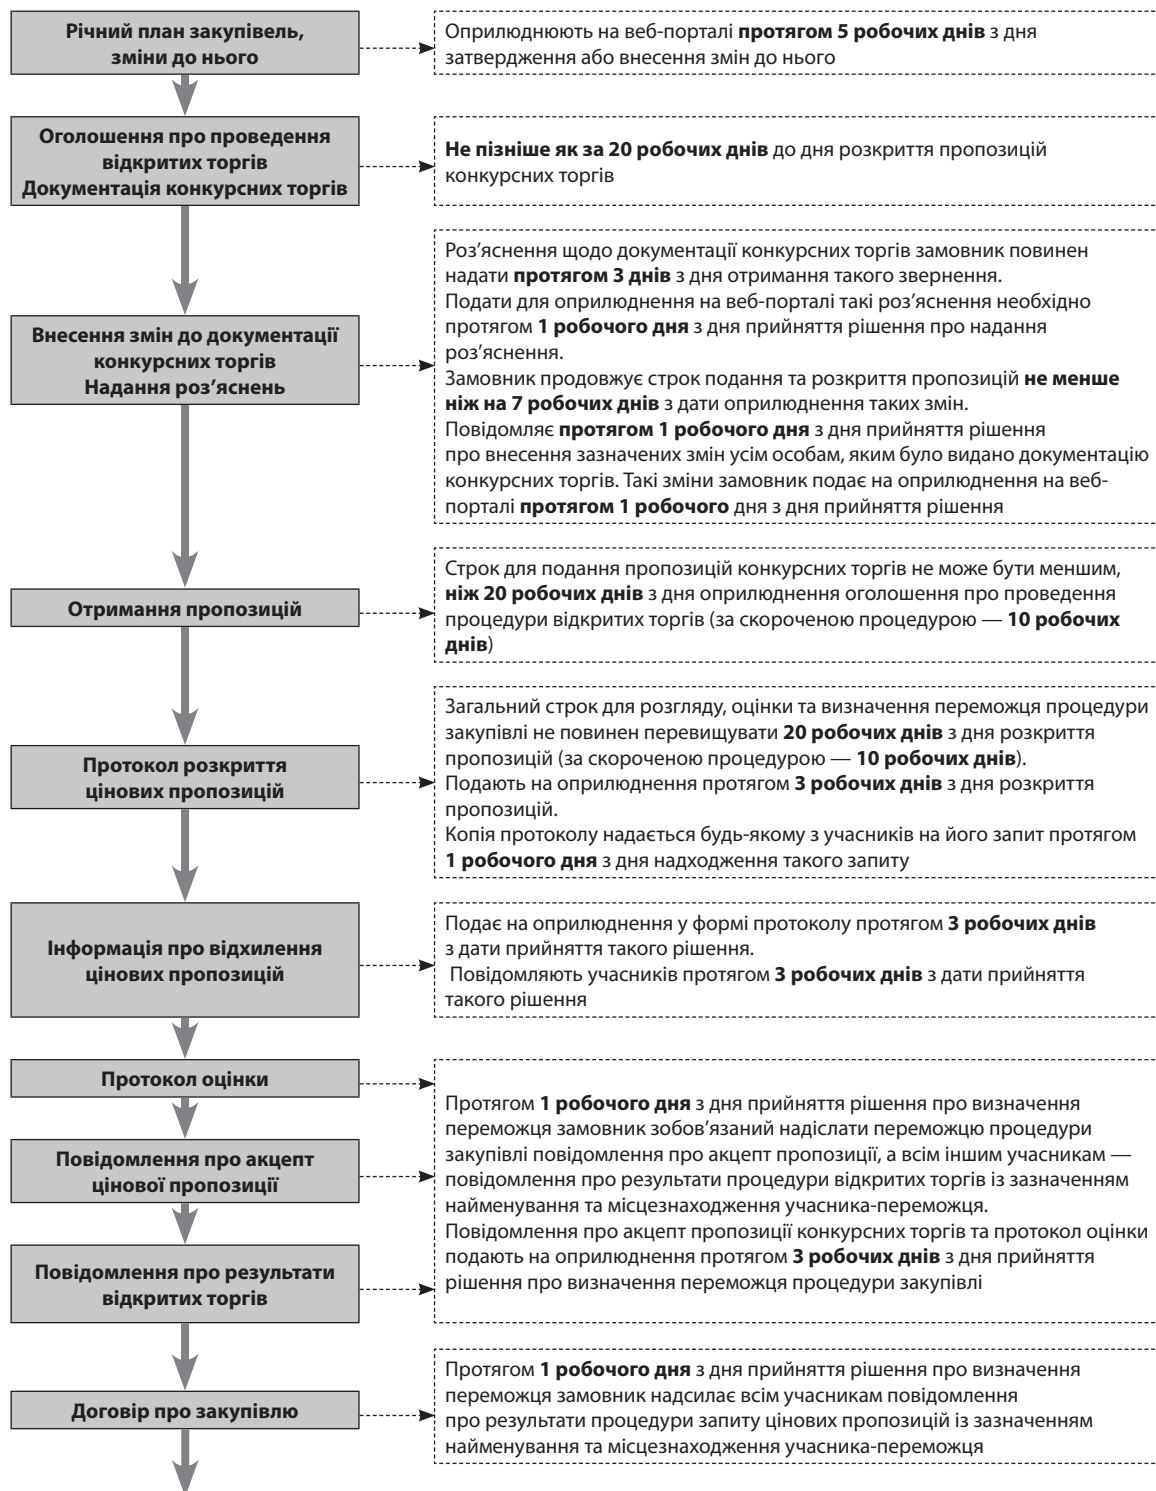 Річний план закупівель,
зміни до нього
Оприлюднюють на веб-порталі протягом 5 робочих днів з дня
затвердження або внесення змін до нього
Оголошення про проведення
відкритих торгів
Документація конкурсних торгів
Не пізніше як за 20 робочих днів до дня розкриття пропозицій
конкурсних торгів
Внесення змін до документації
конкурсних торгів
Надання роз’яснень
Роз’яснення щодо документації конкурсних торгів замовник повинен
надати протягом 3 днів з дня отримання такого звернення.
Подати для оприлюднення на веб-порталі такі роз’яснення необхідно
протягом 1 робочого дня з дня прийняття рішення про надання
роз’яснення.
Замовник продовжує строк подання та розкриття пропозицій не менше
ніж на 7 робочих днів з дати оприлюднення таких змін.
Повідомляє протягом 1 робочого дня з дня прийняття рішення
про внесення зазначених змін усім особам, яким було видано документацію
конкурсних торгів. Такі зміни замовник подає на оприлюднення на веб-
порталі протягом 1 робочого дня з дня прийняття рішення
Отримання пропозицій
Строк для подання пропозицій конкурсних торгів не може бути меншим,
ніж 20 робочих днів з дня оприлюднення оголошення про проведення
процедури відкритих торгів (за скороченою процедурою — 10 робочих
днів)
Протокол розкриття
цінових пропозицій
Загальний строк для розгляду, оцінки та визначення переможця процедури
закупівлі не повинен перевищувати 20 робочих днів з дня розкриття
пропозицій (за скороченою процедурою — 10 робочих днів).
Подають на оприлюднення протягом 3 робочих днів з дня розкриття
пропозицій.
Копія протоколу надається будь-якому з учасників на його запит протягом
1 робочого дня з дня надходження такого запиту
Інформація про відхилення
цінових пропозицій
Подає на оприлюднення у формі протоколу протягом 3 робочих днів
з дати прийняття такого рішення.
Повідомляють учасників протягом 3 робочих днів з дати прийняття
такого рішення
Протокол оцінки
Повідомлення про акцепт
цінової пропозиції
Повідомлення про результати
відкритих торгів
Протягом 1 робочого дня з дня прийняття рішення про визначення
переможця замовник зобов’язаний надіслати переможцю процедури
закупівлі повідомлення про акцепт пропозиції, а всім іншим учасникам —
повідомлення про результати процедури відкритих торгів із зазначенням
найменування та місцезнаходження учасника-переможця.
Повідомлення про акцепт пропозиції конкурсних торгів та протокол оцінки
подають на оприлюднення протягом 3 робочих днів з дня прийняття
рішення про визначення переможця процедури закупівлі
Договір про закупівлю
Протягом 1 робочого дня з дня прийняття рішення про визначення
переможця замовник надсилає всім учасникам повідомлення
про результати процедури запиту цінових пропозицій із зазначенням
найменування та місцезнаходження учасника-переможця